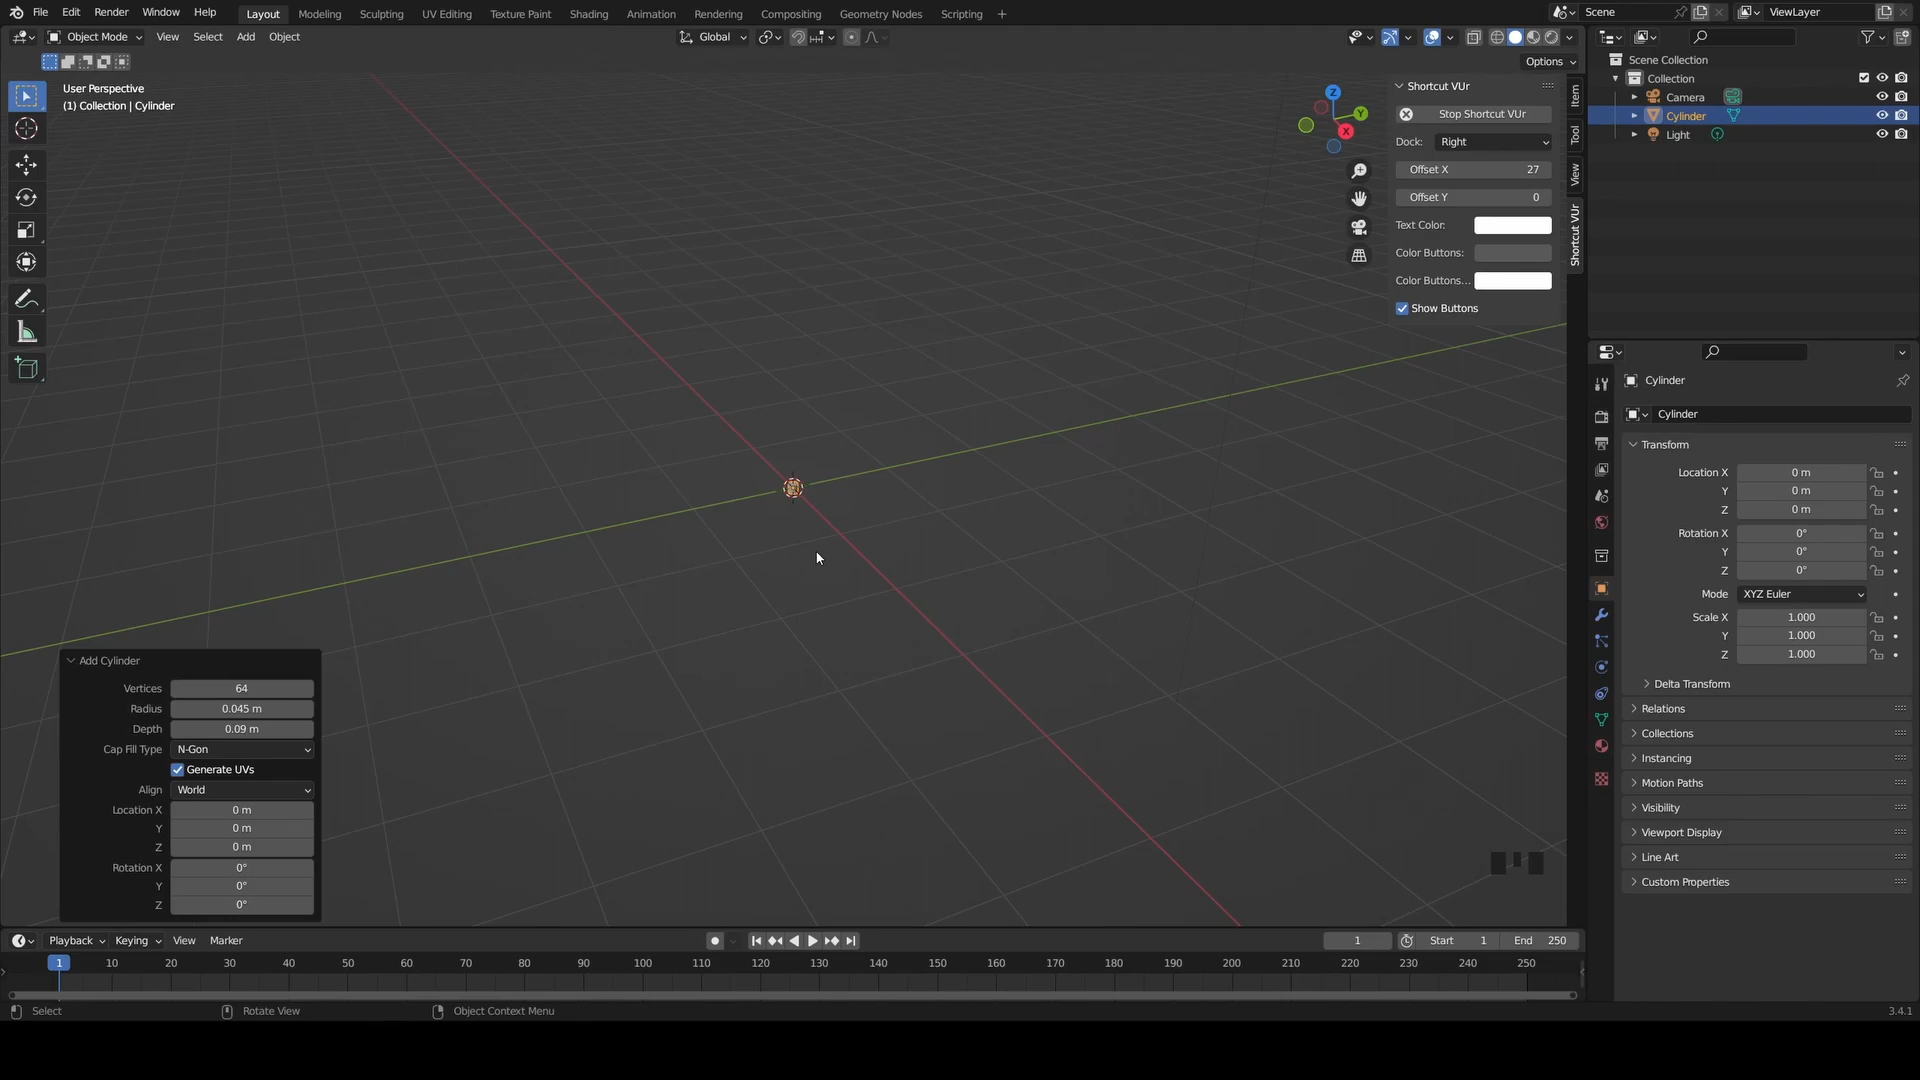 File Edit Render Window Help Layout Modeling Sculpting UV Editing Texture Paint Shading Animation Rendering Compositing Geometry Nodes Scripting + Scene ViewLayer
Object Mode View Select Add Object Global
Options
User Perspective
(1) Collection | Cylinder
Z
Y
X
Shortcut VUr
Stop Shortcut VUr
Dock: Right
Offset X 27
Offset Y 0
Text Color:
Color Buttons:
Color Buttons...
Show Buttons
Item
Tool
View
Shortcut VUr
Scene Collection
Collection
Camera
Cylinder
Light
Cylinder
Cylinder
Transform
Location X 0 m
Y 0 m
Z 0 m
Rotation X 0°
Y 0°
Z 0°
Mode XYZ Euler
Scale X 1.000
Y 1.000
Z 1.000
Delta Transform
Relations
Collections
Instancing
Motion Paths
Visibility
Viewport Display
Line Art
Custom Properties
Add Cylinder
Vertices 64
Radius 0.045 m
Depth 0.09 m
Cap Fill Type N-Gon
Generate UVs
Align World
Location X 0 m
Y 0 m
Z 0 m
Rotation X 0°
Y 0°
Z 0°
Playback Keying View Marker 1 Start 1 End 250
1 10 20 30 40 50 60 70 80 90 100 110 120 130 140 150 160 170 180 190 200 210 220 230 240 250
Select Rotate View Object Context Menu 3.4.1